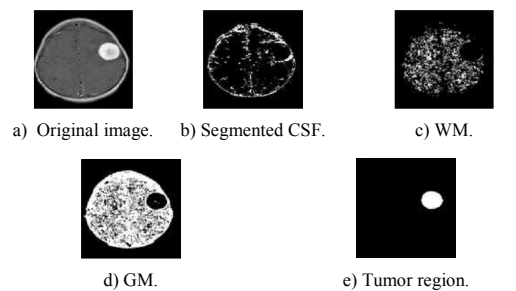 a) Original image.
b) Segmented CSF.
c) WM.
d) GM.
e) Tumor region.